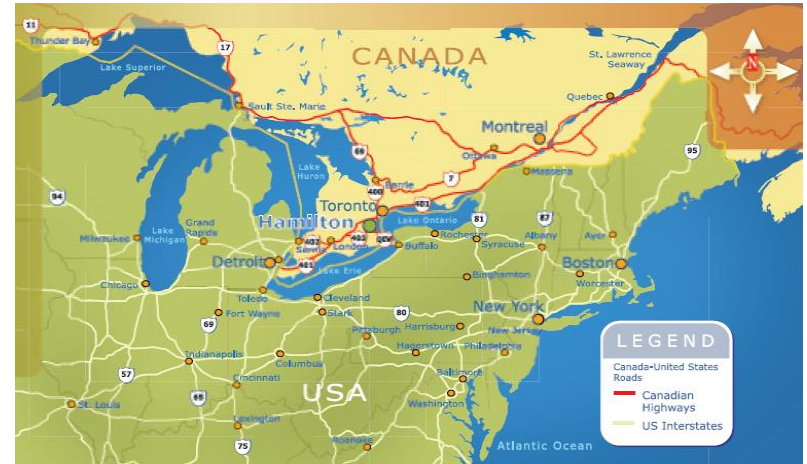 11
Thunder Bay
17
CANADA
St. Lawrence
Seaway
N
Lake Superior
Quebec
Sault Ste. Marie
Montreal
69
Ottawa
95
Lake
Huron
7
Massena
Barrie
400
94
Toronto
401
Hamilton
Lake Ontario
81
87
Grand
Rapids
Milwaukee
Lake
Michigan
402
London
403
QEW
Rochester
Syracuse
Albany
Ayer
Buffalo
Detroit
401
Lake Erie
Boston
Chicago
Binghamton
Worcester
Toledo
Cleveland
New York
Fort Wayne
Stark
80
69
Pittsburgh
Harrisburg
New Jersey
LEGEND
Hagerstown
Philadelphia
Indianapolis
Columbus
Canada•United States
Roads
57
Cincinnati
USA
Baltimore
Canadian
Highways
St. Louis
Washington
US Interstates
Lexington
75
Roanoke
Atlantic Ocean